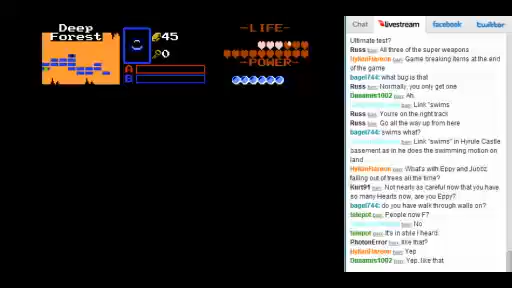 Deep
Forest
45
0
A
B
-LIFE-
-POWER-
Chat livestream facebook twitter
Ultimate test?
Russ: All three of the super weapons
Game breaking items at the end
of the game
bagel744: what bug is that
Russ: Normally, you only get one
Ah.
Link "swims
Russ: You're on the right track
Russ: Go all the way up from here
bagel744: swims what?
Link "swims" in Hyrule Castle
basement as in he does the swimming motion on
land
What's with Eppy and Jubbz
falling out of trees all the time?
Kurt91: Not nearly as careful now that you have
so many Hearts now, are you Eppy?
bagel744: do you have walk through walls on?
telepot: People now F?
No
telepot: It's in able I heard
PhotonError: like that?
Yep
Yep, like that